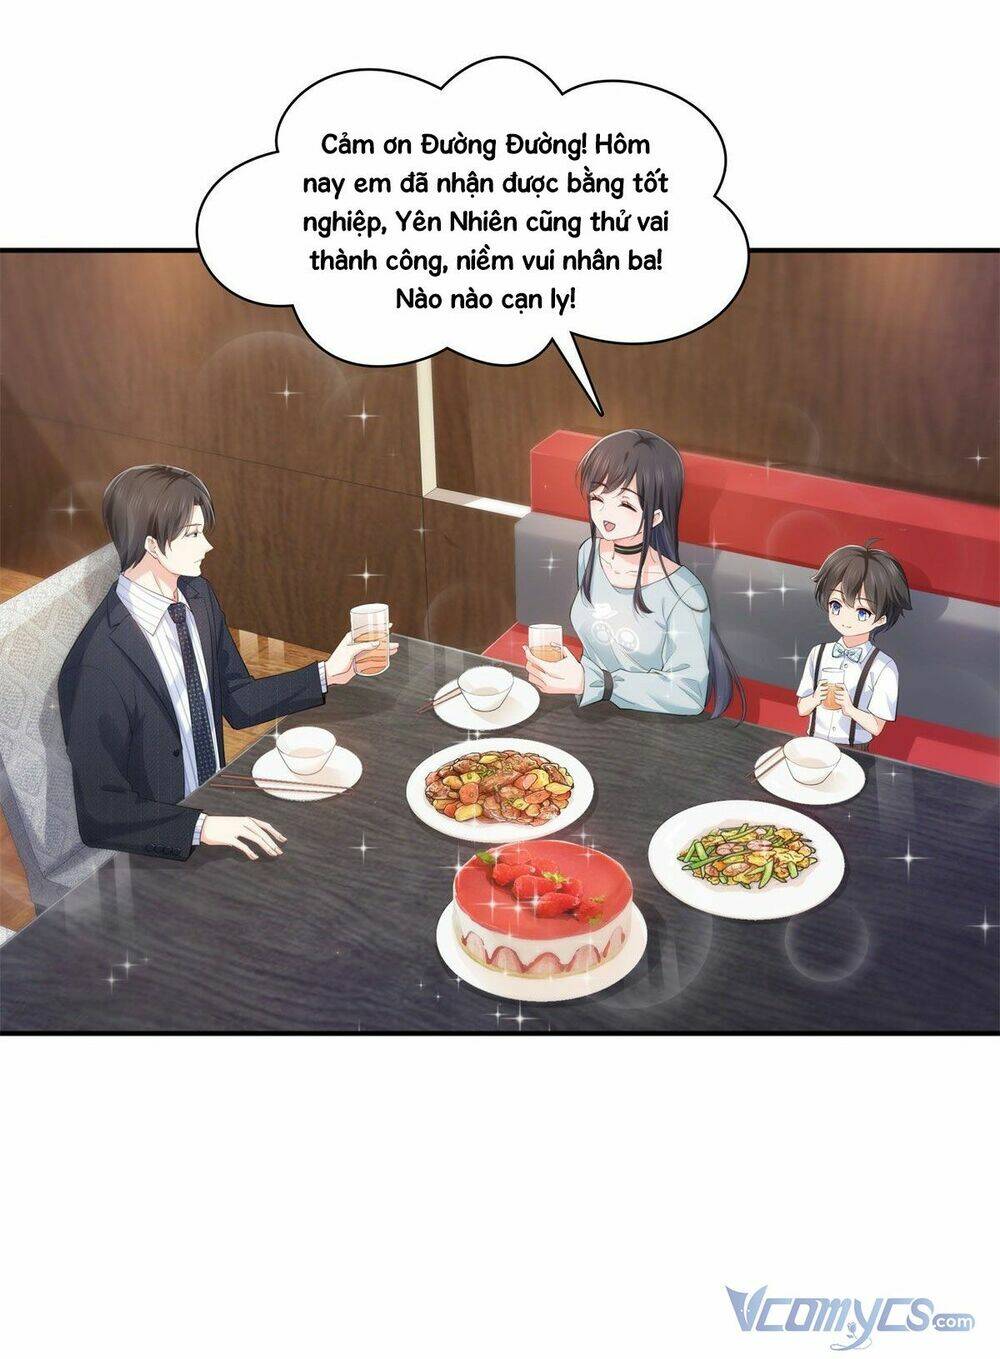 Cảm ơn Đường Đường! Hôm
nay em đã nhận được bằng tốt
nghiệp, Yên Nhiên cũng thử vai
thành công, niềm vui nhân ba!
Nào nào cạn ly!
VCOMYCS.com